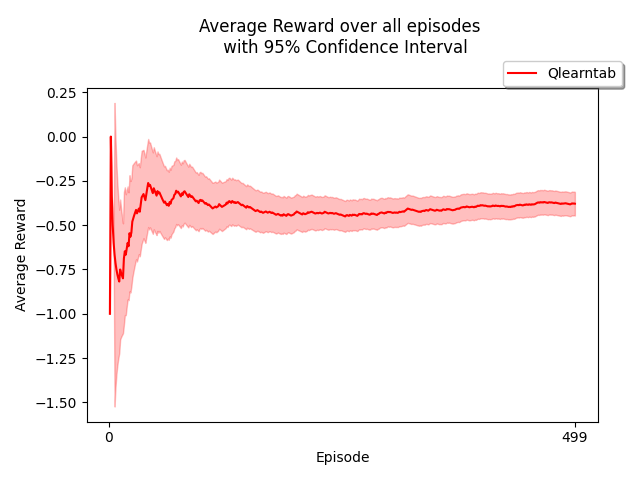 Average Reward over all episodes
with 95% Confidence Interval
Qlearntab
0.25
0.00
−0.25
−0.50
−0.75
−1.00
−1.25
−1.50
Average Reward
0
499
Episode